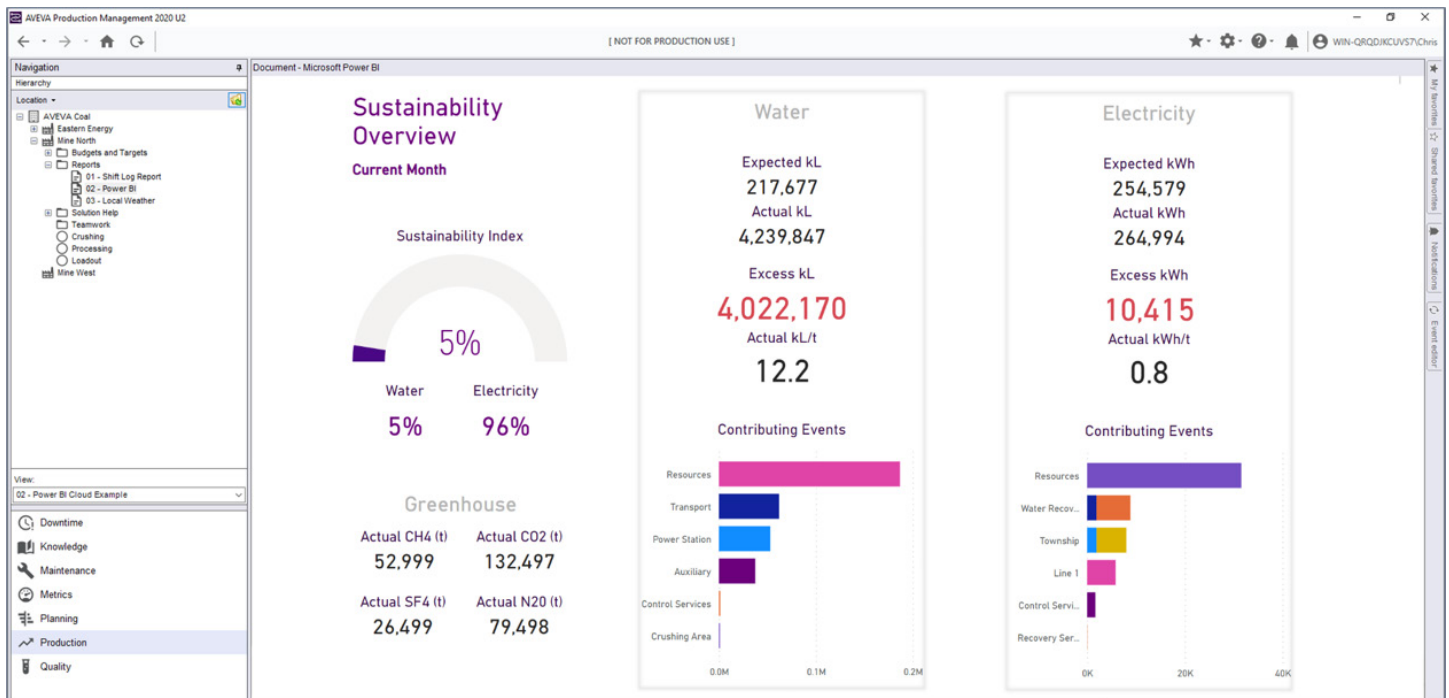 AVEVA Production Management 2020 U2
[ NOT FOR PRODUCTION USE ]
WIN-QRQDJKCUVS7\Chris
Navigation
Hierarchy
Location
AVEVA Coal
Eastern Energy
Mine North
Budgets and Targets
Reports
01 - Shift Log Report
02 - Power BI
03 - Local Weather
Solution Help
Teamwork
Crushing
Processing
Loadout
Mine West
View:
02 - Power BI Cloud Example
Downtime
Knowledge
Maintenance
Metrics
Planning
Production
Quality
Document - Microsoft Power BI
Sustainability
Overview
Current Month
Sustainability Index
5%
Water Electricity
5% 96%
Greenhouse
Actual CH4 (t) Actual CO2 (t)
52,999 132,497
Actual SF4 (t) Actual N20 (t)
26,499 79,498
Water
Expected kL
217,677
Actual kL
4,239,847
Excess kL
4,022,170
Actual kL/t
12.2
Contributing Events
Resources
Transport
Power Station
Auxiliary
Control Services
Crushing Area
0.0M 0.1M 0.2M
Electricity
Expected kWh
254,579
Actual kWh
264,994
Excess kWh
10,415
Actual kWh/t
0.8
Contributing Events
Resources
Water Recov...
Township
Line 1
Control Servi...
Recovery Ser...
0K 20K 40K
My favorites
Shared favorites
Notifications
Event editor